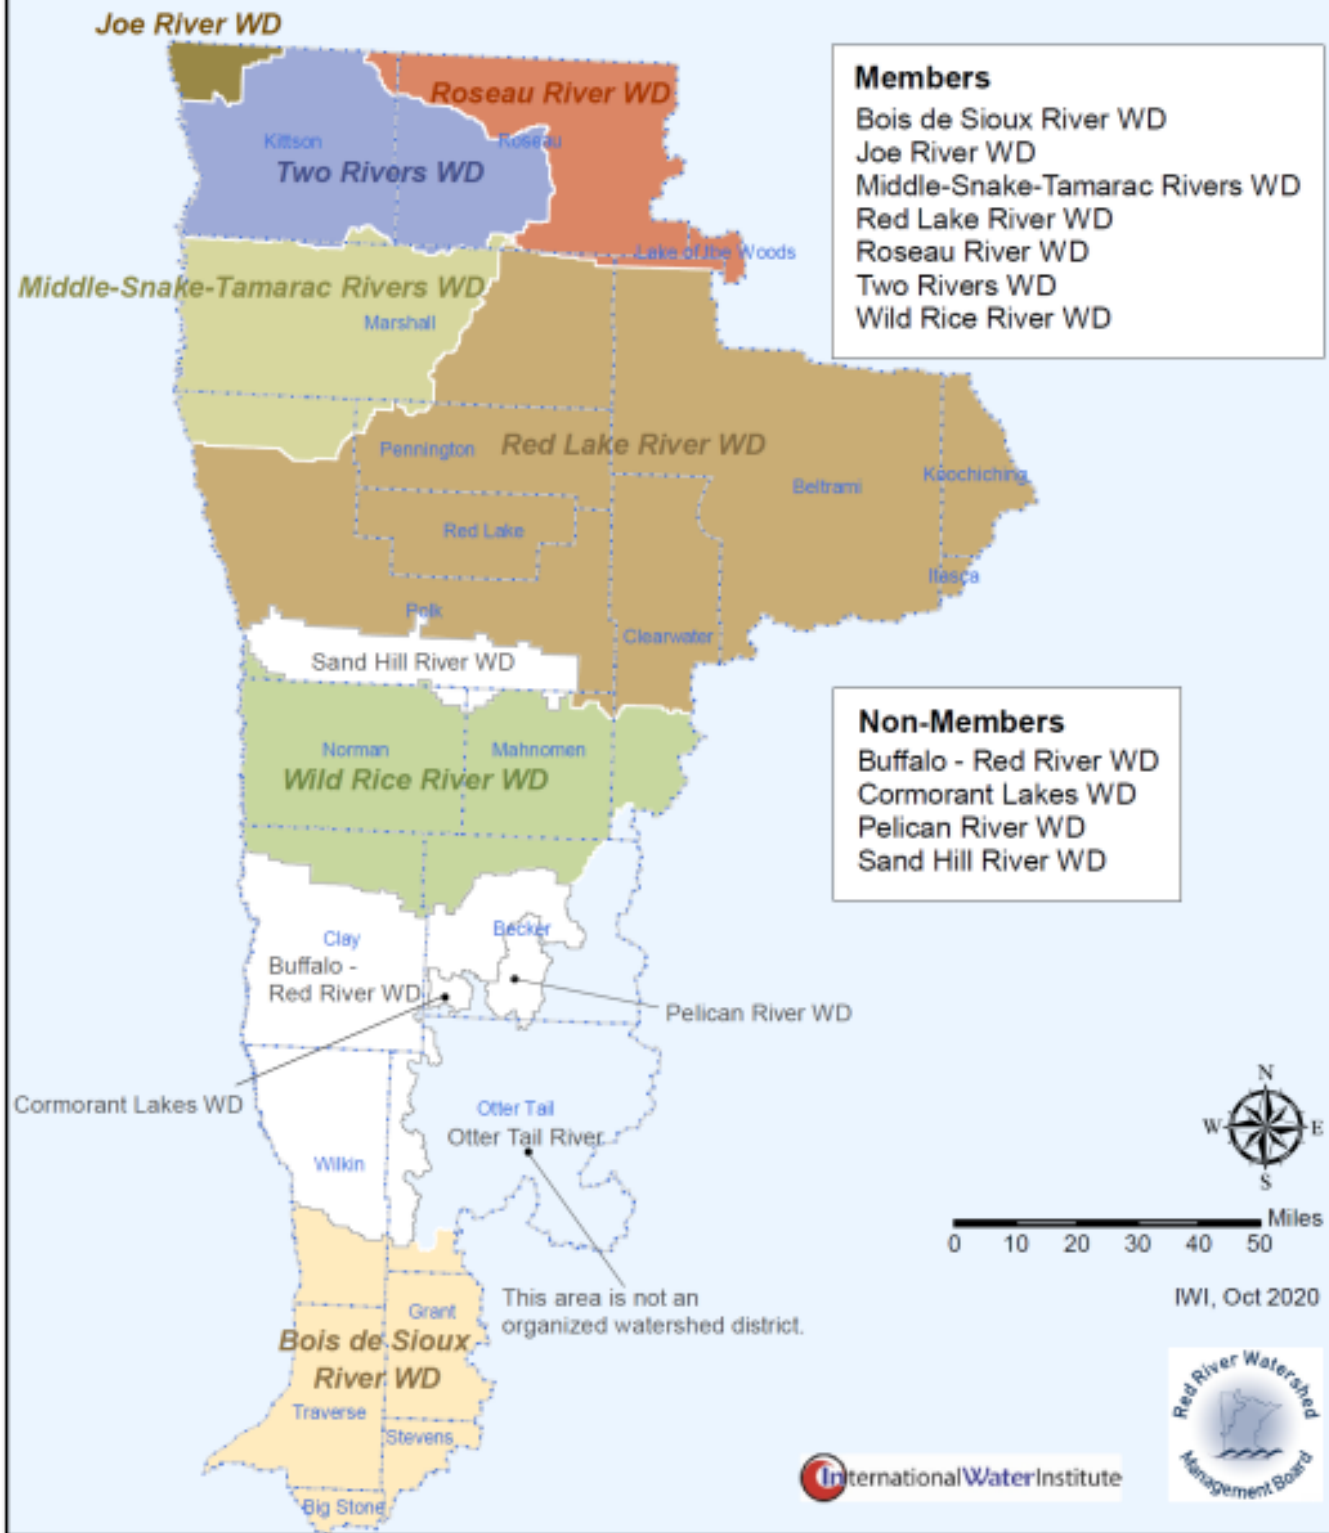 Joe River WD
Roseau River WD
Kittson
Roseau
Two Rivers WD
Lake of the Woods
Middle-Snake-Tamarac Rivers WD
Marshall
Members
Bois de Sioux River WD
Joe River WD
Middle-Snake-Tamarac Rivers WD
Red Lake River WD
Roseau River WD
Two Rivers WD
Wild Rice River WD
Pennington
Red Lake River WD
Beltrami
Koochiching
Red Lake
Itasca
Polk
Clearwater
Sand Hill River WD
Norman
Mahnomen
Wild Rice River WD
Non-Members
Buffalo - Red River WD
Cormorant Lakes WD
Pelican River WD
Sand Hill River WD
Clay
Becker
Buffalo -
Red River WD
Pelican River WD
Cormorant Lakes WD
Otter Tail
Otter Tail River
Wilkin
This area is not an
organized watershed district.
Grant
Bois de Sioux
River WD
Traverse
Stevens
Big Stone
N
W E
S
Miles
0 10 20 30 40 50
IWI, Oct 2020
Red River Watershed
Management Board
InternationalWaterInstitute